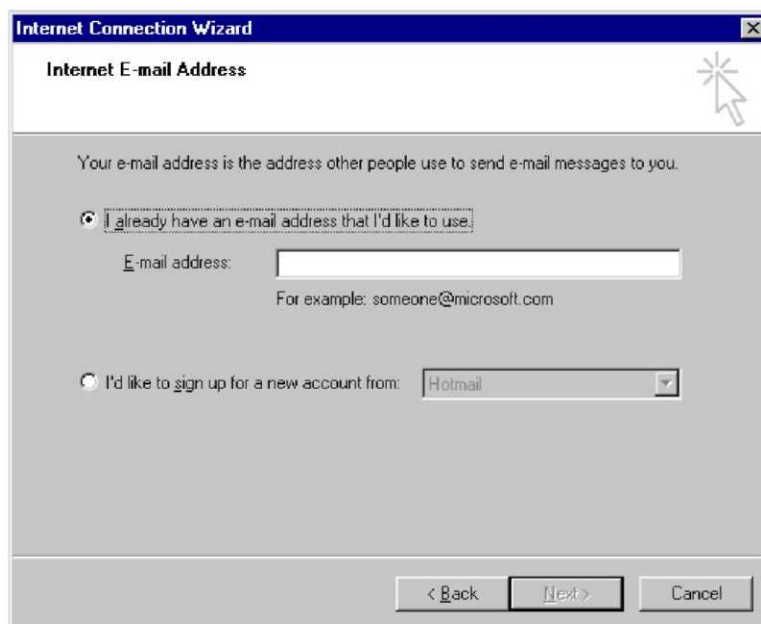 Internet Connection Wizard
Internet E-mail Address
Your e-mail address is the address other people use to send e-mail messages to you.
I already have an e-mail address that I'd like to use.
E-mail address:
For example: someone@microsoft.com
I'd like to sign up for a new account from: Hotmail
< Back Next > Cancel